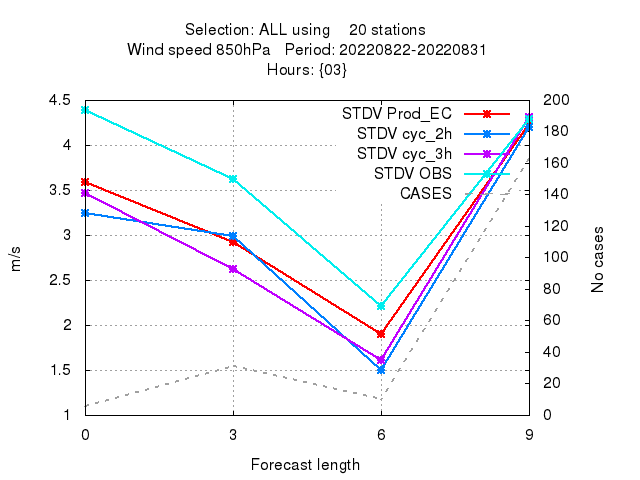 Selection: ALL using 20 stations
Wind speed 850hPa Period: 20220822-20220831
Hours: {03}
4.5
4
3.5
3
2.5
2
1.5
1
200
180
160
140
120
100
80
60
40
20
0
STDV Prod_EC
STDV cyc_2h
STDV cyc_3h
STDV OBS
CASES
m/s
No cases
0 3 6 9
Forecast length